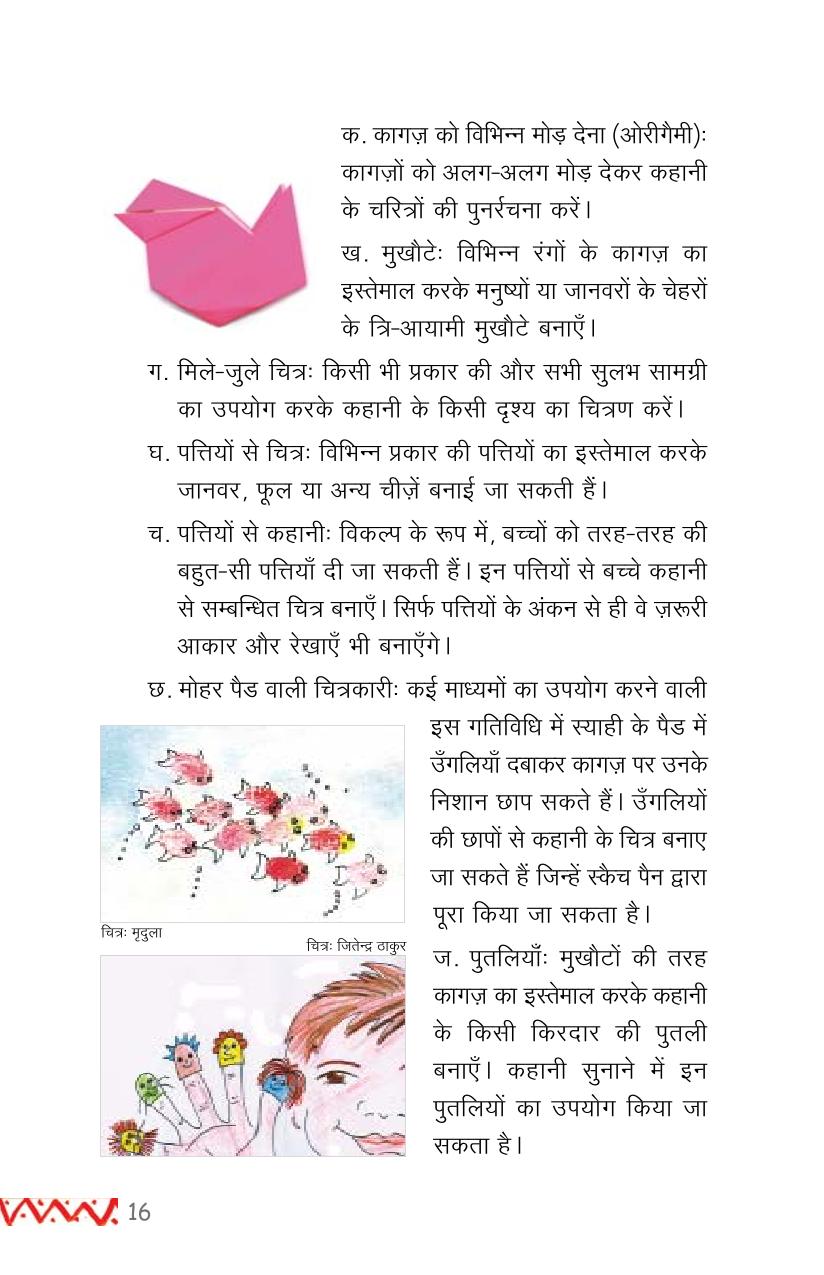 क. कागज़ को विभिन्न मोड़ देना (ओरीगैमी):
कागज़ों को अलग-अलग मोड़ देकर कहानी
के चरित्रों की पुनर्रचना करें।
ख. मुखौटे: विभिन्न रंगों के कागज़ का
इस्तेमाल करके मनुष्यों या जानवरों के चेहरों
के त्रि-आयामी मुखौटे बनाएँ।
ग. मिले-जुले चित्र: किसी भी प्रकार की और सभी सुलभ सामग्री
का उपयोग करके कहानी के किसी दृश्य का चित्रण करें।
घ. पत्तियों से चित्र: विभिन्न प्रकार की पत्तियों का इस्तेमाल करके
जानवर, फूल या अन्य चीज़ें बनाई जा सकती हैं।
च. पत्तियों से कहानी: विकल्प के रूप में, बच्चों को तरह-तरह की
बहुत-सी पत्तियाँ दी जा सकती हैं। इन पत्तियों से बच्चे कहानी
से सम्बन्धित चित्र बनाएँ। सिर्फ पत्तियों के अंकन से ही वे ज़रूरी
आकार और रेखाएँ भी बनाएँगे।
छ. मोहर पैड वाली चित्रकारी: कई माध्यमों का उपयोग करने वाली
इस गतिविधि में स्याही के पैड में
उँगलियाँ दबाकर कागज़ पर उनके
निशान छाप सकते हैं। उँगलियों
की छापों से कहानी के चित्र बनाए
जा सकते हैं जिन्हें स्कैच पैन द्वारा
पूरा किया जा सकता है।
चित्र: मृदुला
चित्र: जितेन्द्र ठाकुर
ज. पुतलियाँ: मुखौटों की तरह
कागज़ का इस्तेमाल करके कहानी
के किसी किरदार की पुतली
बनाएँ। कहानी सुनाने में इन
पुतलियों का उपयोग किया जा
सकता है।
16